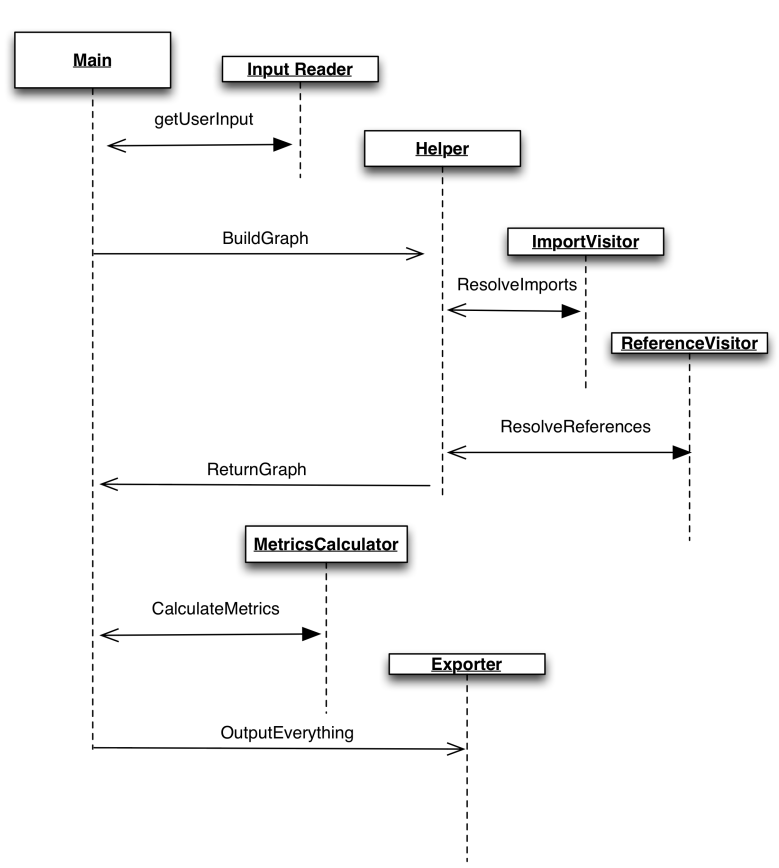 Main
Input Reader
getUserInput
Helper
BuildGraph
ImportVisitor
ResolveImports
ReferenceVisitor
ResolveReferences
ReturnGraph
MetricsCalculator
CalculateMetrics
Exporter
OutputEverything